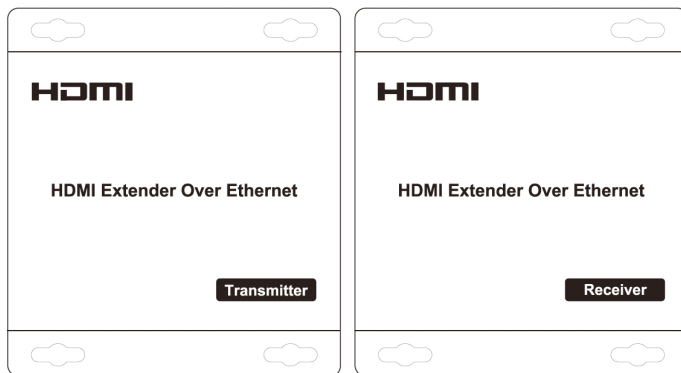 HDMI
HDMI Extender Over Ethernet
Transmitter
HDMI
HDMI Extender Over Ethernet
Receiver